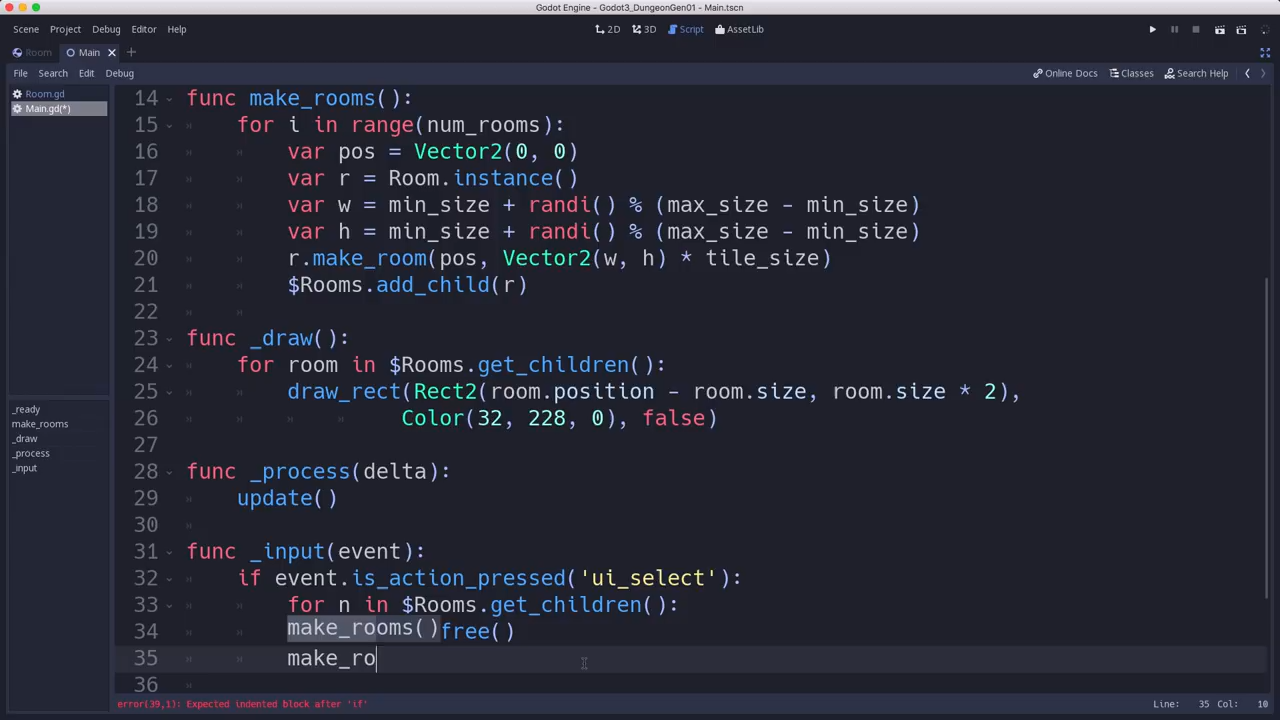 Godot Engine - Godot3_DungeonGen01 - Main.tscn
Scene Project Debug Editor Help 2D 3D Script AssetLib
Room Main
File Search Edit Debug Online Docs Classes Search Help
Room.gd
Main.gd(*)
14 func make_rooms():
15 for i in range(num_rooms):
16 var pos = Vector2(0, 0)
17 var r = Room.instance()
18 var w = min_size + randi() % (max_size - min_size)
19 var h = min_size + randi() % (max_size - min_size)
20 r.make_room(pos, Vector2(w, h) * tile_size)
21 $Rooms.add_child(r)
22
23 func _draw():
24 for room in $Rooms.get_children():
25 draw_rect(Rect2(room.position - room.size, room.size * 2),
26 Color(32, 228, 0), false)
27
28 func _process(delta):
29 update()
30
31 func _input(event):
32 if event.is_action_pressed('ui_select'):
33 for n in $Rooms.get_children():
34 make_rooms() free()
35 make_ro
36
_ready
make_rooms
_draw
_process
_input
error(39,1): Expected indented block after 'if' Line: 35 Col: 10